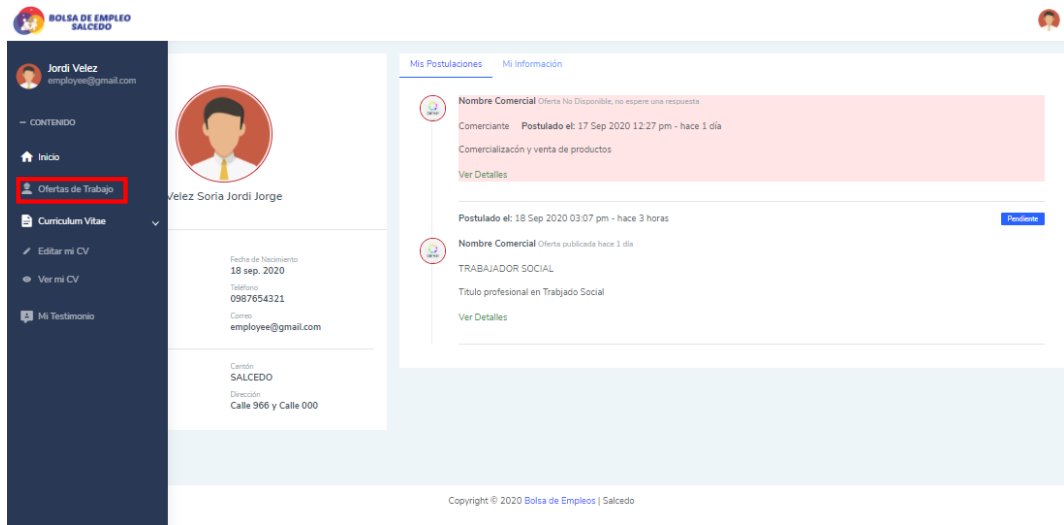 BOLSA DE EMPLEO
SALCEDO
Jordi Velez
employee@gmail.com
— CONTENIDO
Inicio
Ofertas de Trabajo
Curriculum Vitae
Editar mi CV
Ver mi CV
Mi Testimonio
Velez Soria Jordi Jorge
Fecha de Nacimiento
18 sep. 2020
Teléfono
0987654321
Correo
employee@gmail.com
Cantón
SALCEDO
Dirección
Calle 966 y Calle 000
Mis Postulaciones Mi Información
Nombre Comercial Oferta No Disponible, no espere una respuesta
Comerciante Postulado el: 17 Sep 2020 12:27 pm - hace 1 día
Comercializacón y venta de productos
Ver Detalles
Postulado el: 18 Sep 2020 03:07 pm - hace 3 horas Pendiente
Nombre Comercial Oferta publicada hace 1 día
TRABAJADOR SOCIAL
Titulo profesional en Trabjado Social
Ver Detalles
Copyright © 2020 Bolsa de Empleos | Salcedo